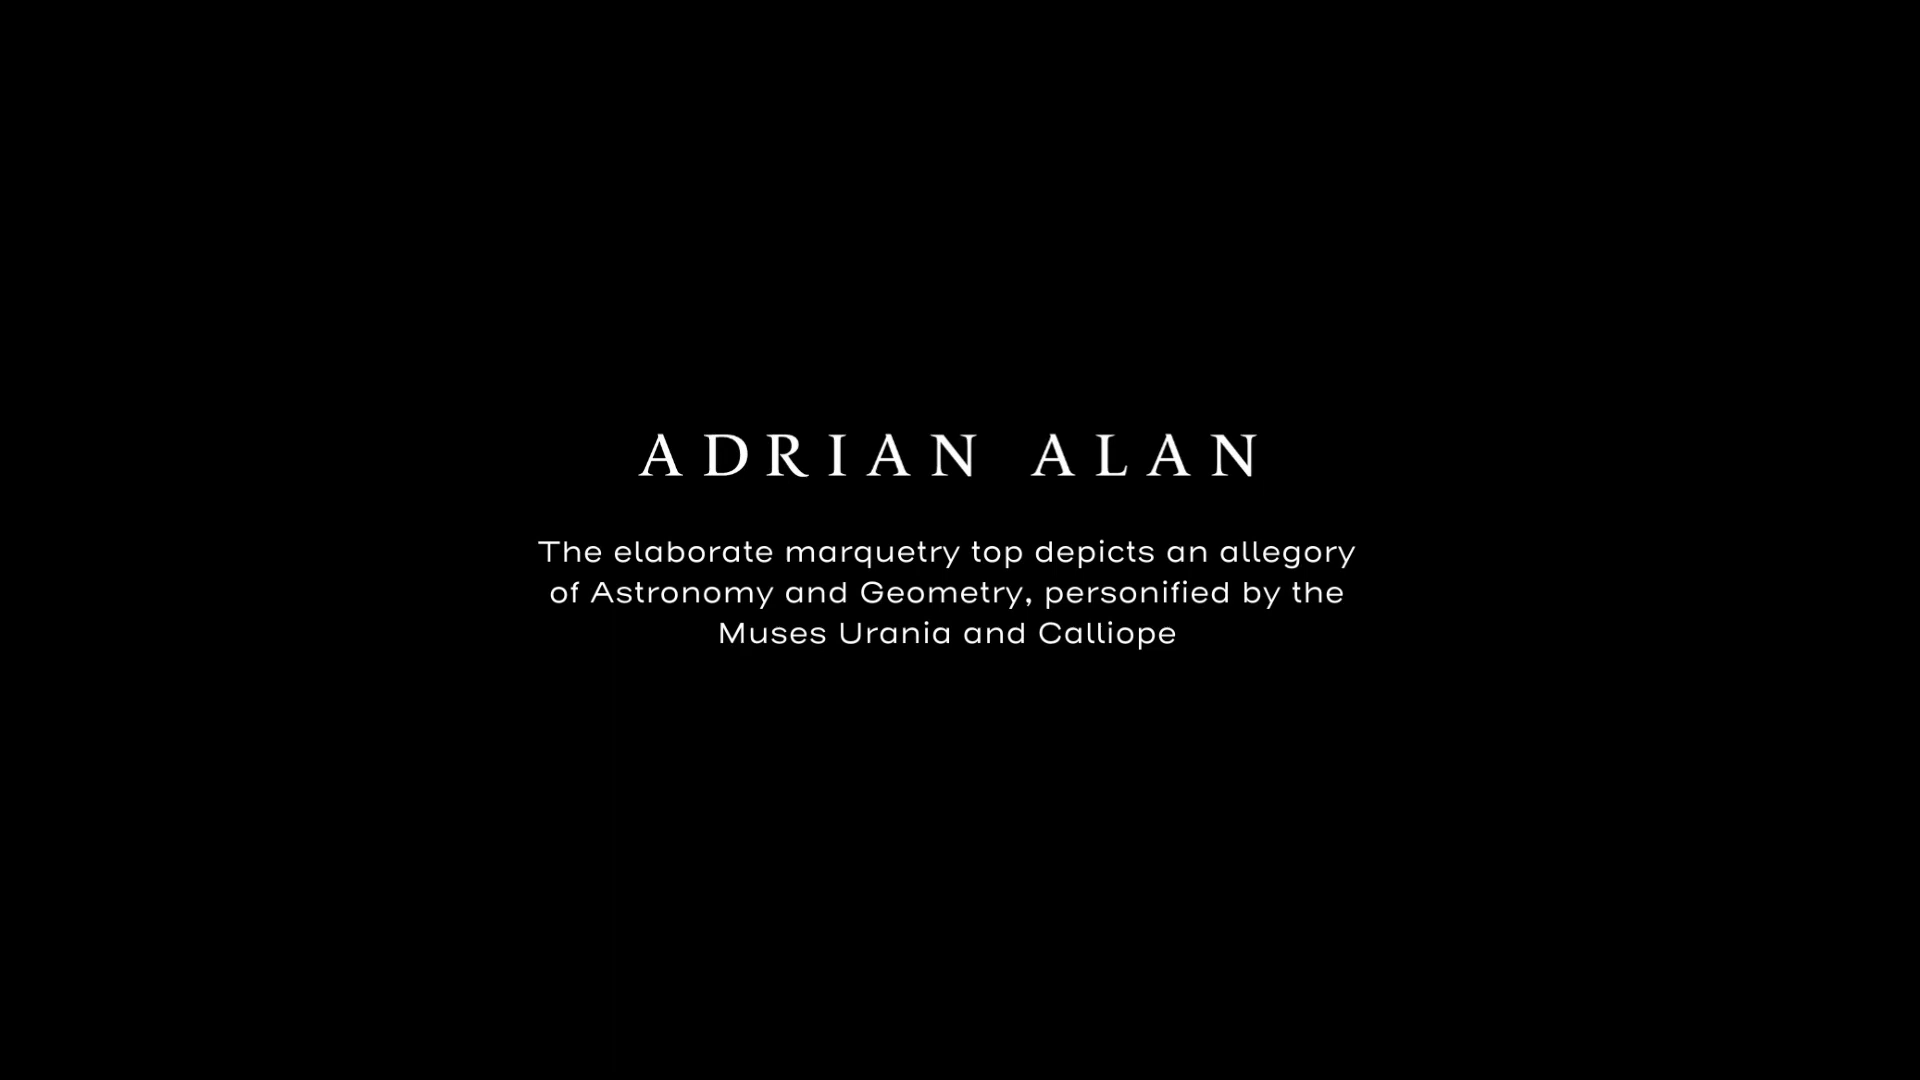 ADRIAN ALAN
The elaborate marquetry top depicts an allegory
of Astronomy and Geometry, personified by the
Muses Urania and Calliope